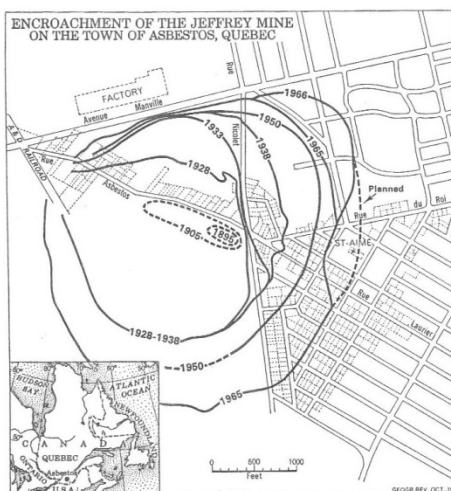 ENCROACHMENT OF THE JEFFREY MINE
ON THE TOWN OF ASBESTOS, QUEBEC
FACTORY
Avenue Manville
Rue
Nicolet
A. & D.
RAILROAD
Rue
Asbestos
1966
1950
1965
1933
1938
1928
1905
1895
Planned
Rue du Roi
ST-AIMÉ
Rue
Laurier
1928-1938
1950
1965
HUDSON
BAY
ATLANTIC
OCEAN
NEWFOUNDLAND
CANADA
QUEBEC
Asbestos
ONTARIO
U.S.A.
0 500 1000
Feet
GEOGR. REV., OCT.